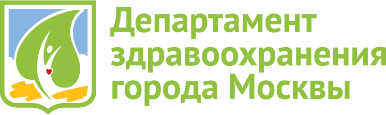 Департамент
здравоохранения
города Москвы